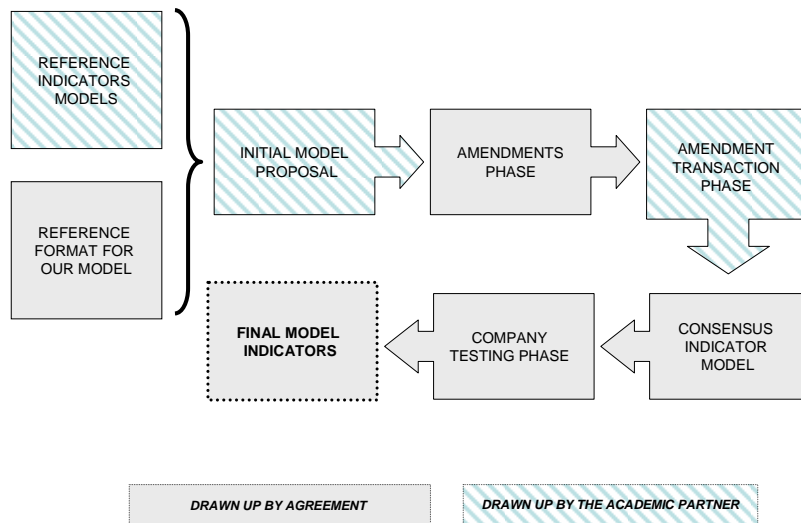 REFERENCE
INDICATORS
MODELS
REFERENCE
FORMAT FOR
OUR MODEL
INITIAL MODEL
PROPOSAL
AMENDMENTS
PHASE
AMENDMENT
TRANSACTION
PHASE
CONSENSUS
INDICATOR
MODEL
COMPANY
TESTING PHASE
FINAL MODEL
INDICATORS
DRAWN UP BY AGREEMENT
DRAWN UP BY THE ACADEMIC PARTNER